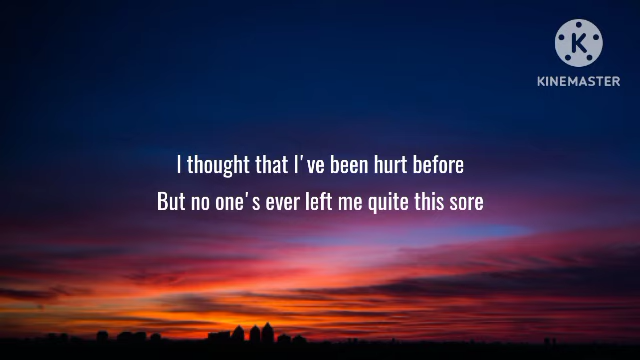 KINEMASTER
I thought that I've been hurt before
But no one's ever left me quite this sore